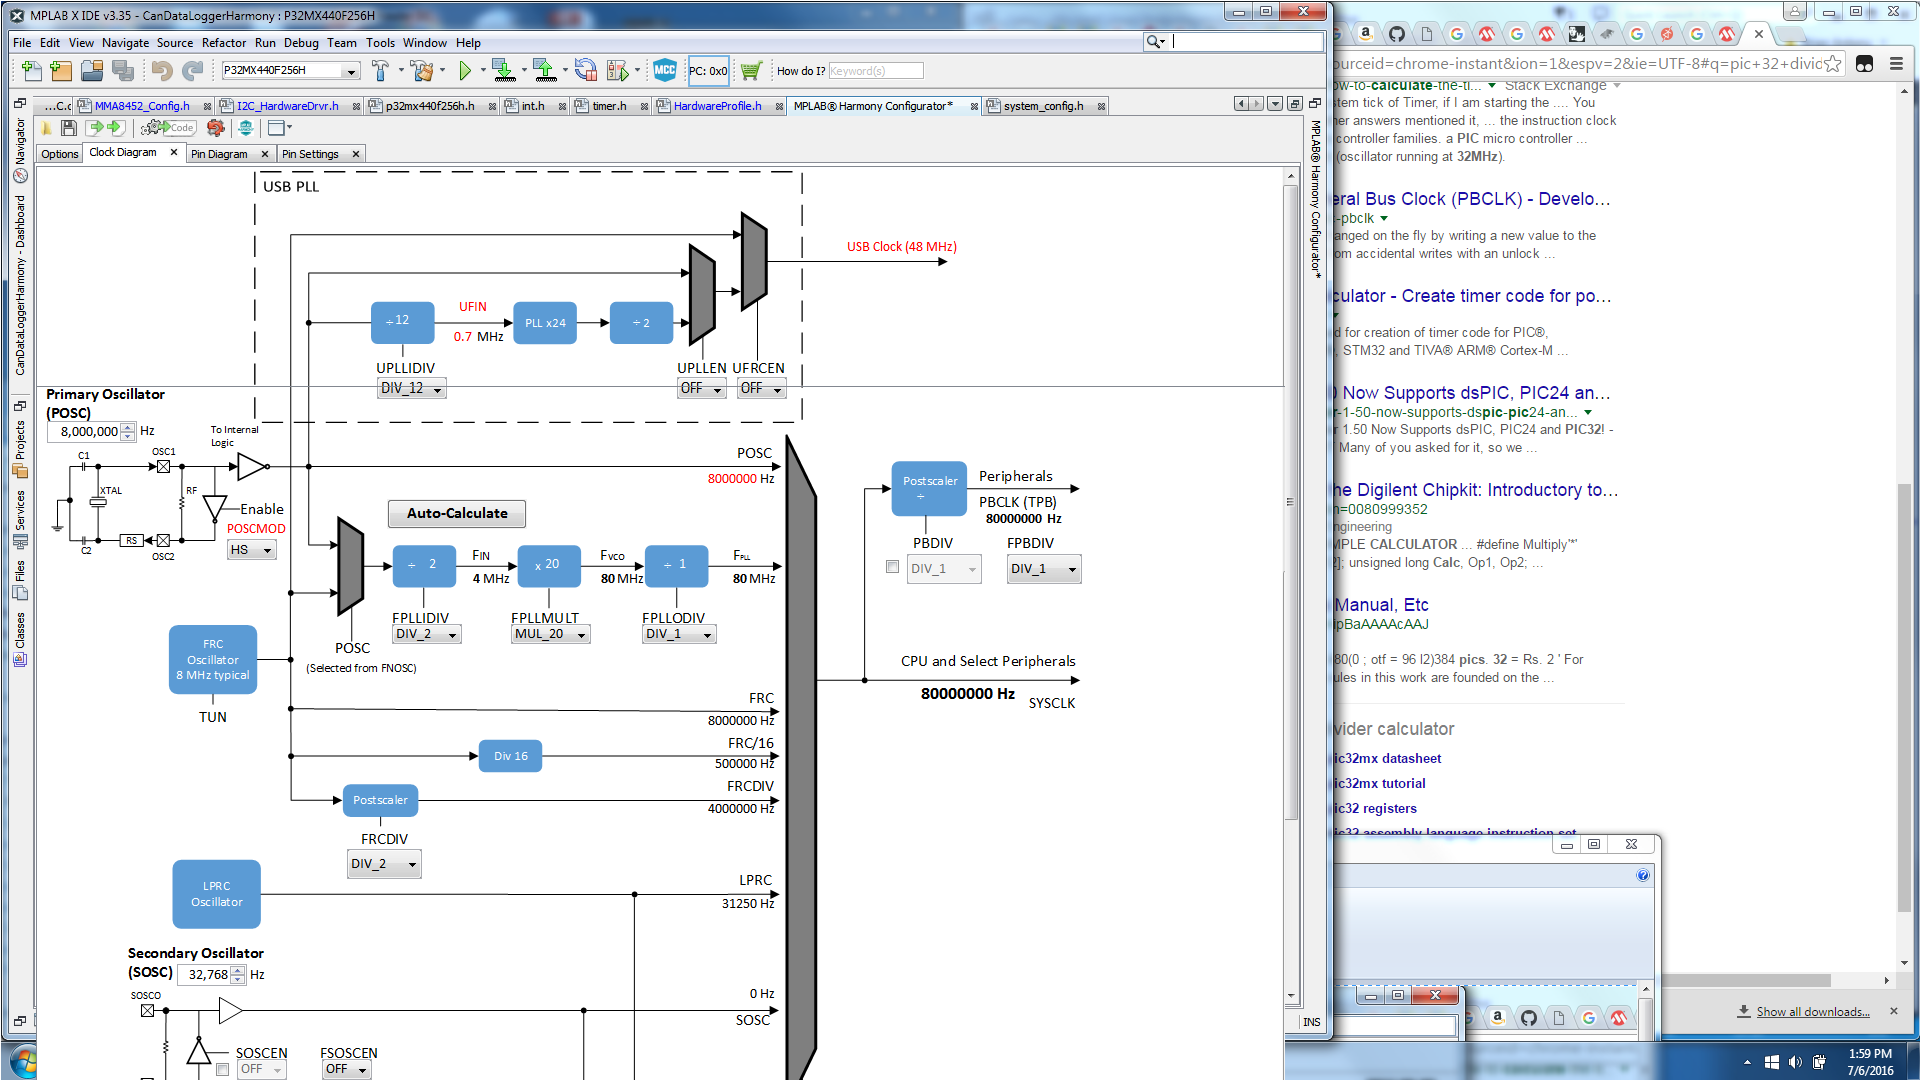 MPLAB X IDE v3.35 - CanDataLoggerHarmony : P32MX440F256H
File Edit View Navigate Source Refactor Run Debug Team Tools Window Help
P32MX440F256H
MCC
PC: 0x0
How do I? Keyword(s)
...C.c MMA8452_Config.h I2C_HardwareDrvr.h p32mx440f256h.h int.h timer.h HardwareProfile.h MPLAB® Harmony Configurator* system_config.h
Code
Options Clock Diagram Pin Diagram Pin Settings
Navigator
CanDataLoggerHarmony - Dashboard
Projects
Services
Files
Classes
MPLAB® Harmony Configurator*
USB PLL
USB Clock (48 MHz)
UFIN
÷12
PLL x24
÷ 2
0.7 MHz
UPLLIDIV
UPLLEN
UFRCEN
DIV_12
OFF
OFF
Primary Oscillator
(POSC)
8,000,000 Hz
To Internal
Logic
C1
OSC1
XTAL
RF
Enable
RS
C2
OSC2
POSCMOD
HS
POSC
8000000 Hz
Auto-Calculate
÷ 2
FIN
4 MHz
x 20
FVCO
80 MHz
÷ 1
FPLL
80 MHz
FPLLIDIV
DIV_2
FPLLMULT
MUL_20
FPLLODIV
DIV_1
POSC
(Selected from FNOSC)
FRC
Oscillator
8 MHz typical
TUN
FRC
8000000 Hz
Div 16
FRC/16
500000 Hz
Postscaler
FRCDIV
4000000 Hz
FRCDIV
DIV_2
LPRC
Oscillator
LPRC
31250 Hz
Secondary Oscillator
(SOSC) 32,768 Hz
SOSCO
0 Hz
SOSC
SOSCEN
OFF
FSOSCEN
OFF
Postscaler
÷
Peripherals
PBCLK (TPB)
80000000 Hz
PBDIV
DIV_1
FPBDIV
DIV_1
CPU and Select Peripherals
80000000 Hz
SYSCLK
INS
ourceid=chrome-instant&ion=1&espv=2&ie=UTF-8#q=pic+32+divid
ow-to-calculate-the-ti... Stack Exchange
stem tick of Timer, if I am starting the .... You
ner answers mentioned it, ... the instruction clock
controller families. a PIC micro controller ...
(oscillator running at 32MHz).
eral Bus Clock (PBCLK) - Develo...
-pbclk
anged on the fly by writing a new value to the
om accidental writes with an unlock ...
culator - Create timer code for po...
d for creation of timer code for PIC®,
, STM32 and TIVA® ARM® Cortex-M ...
0 Now Supports dsPIC, PIC24 an...
r-1-50-now-supports-dspic-pic24-an...
r 1.50 Now Supports dsPIC, PIC24 and PIC32! -
Many of you asked for it, so we ...
he Digilent Chipkit: Introductory to...
n=0080999352
ngineering
MPLE CALCULATOR ... #define Multiply'*'
2]; unsigned long Calc, Op1, Op2; ...
Manual, Etc
ipBaAAAAcAAJ
80(0 ; otf = 96 l2)384 pics. 32 = Rs. 2 ' For
ules in this work are founded on the ...
vider calculator
ic32mx datasheet
ic32mx tutorial
ic32 registers
ic32 assembly language instruction set
Show all downloads...
1:59 PM
7/6/2016